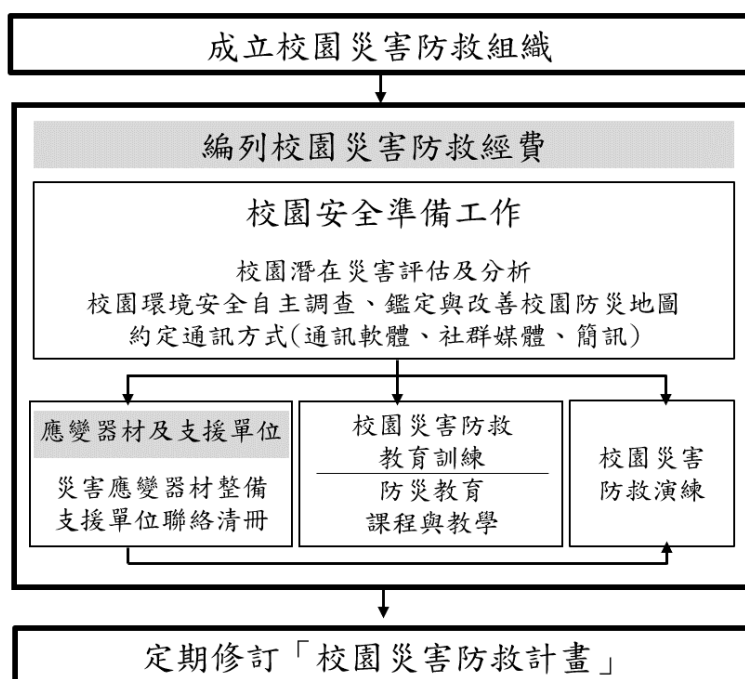 成立校園災害防救組織
編列校園災害防救經費
校園安全準備工作
校園潛在災害評估及分析
校園環境安全自主調查、鑑定與改善校園防災地圖
約定通訊方式(通訊軟體、社群媒體、簡訊)
應變器材及支援單位
災害應變器材整備
支援單位聯絡清冊
校園災害防救
教育訓練
防災教育
課程與教學
校園災害
防救演練
定期修訂「校園災害防救計畫」